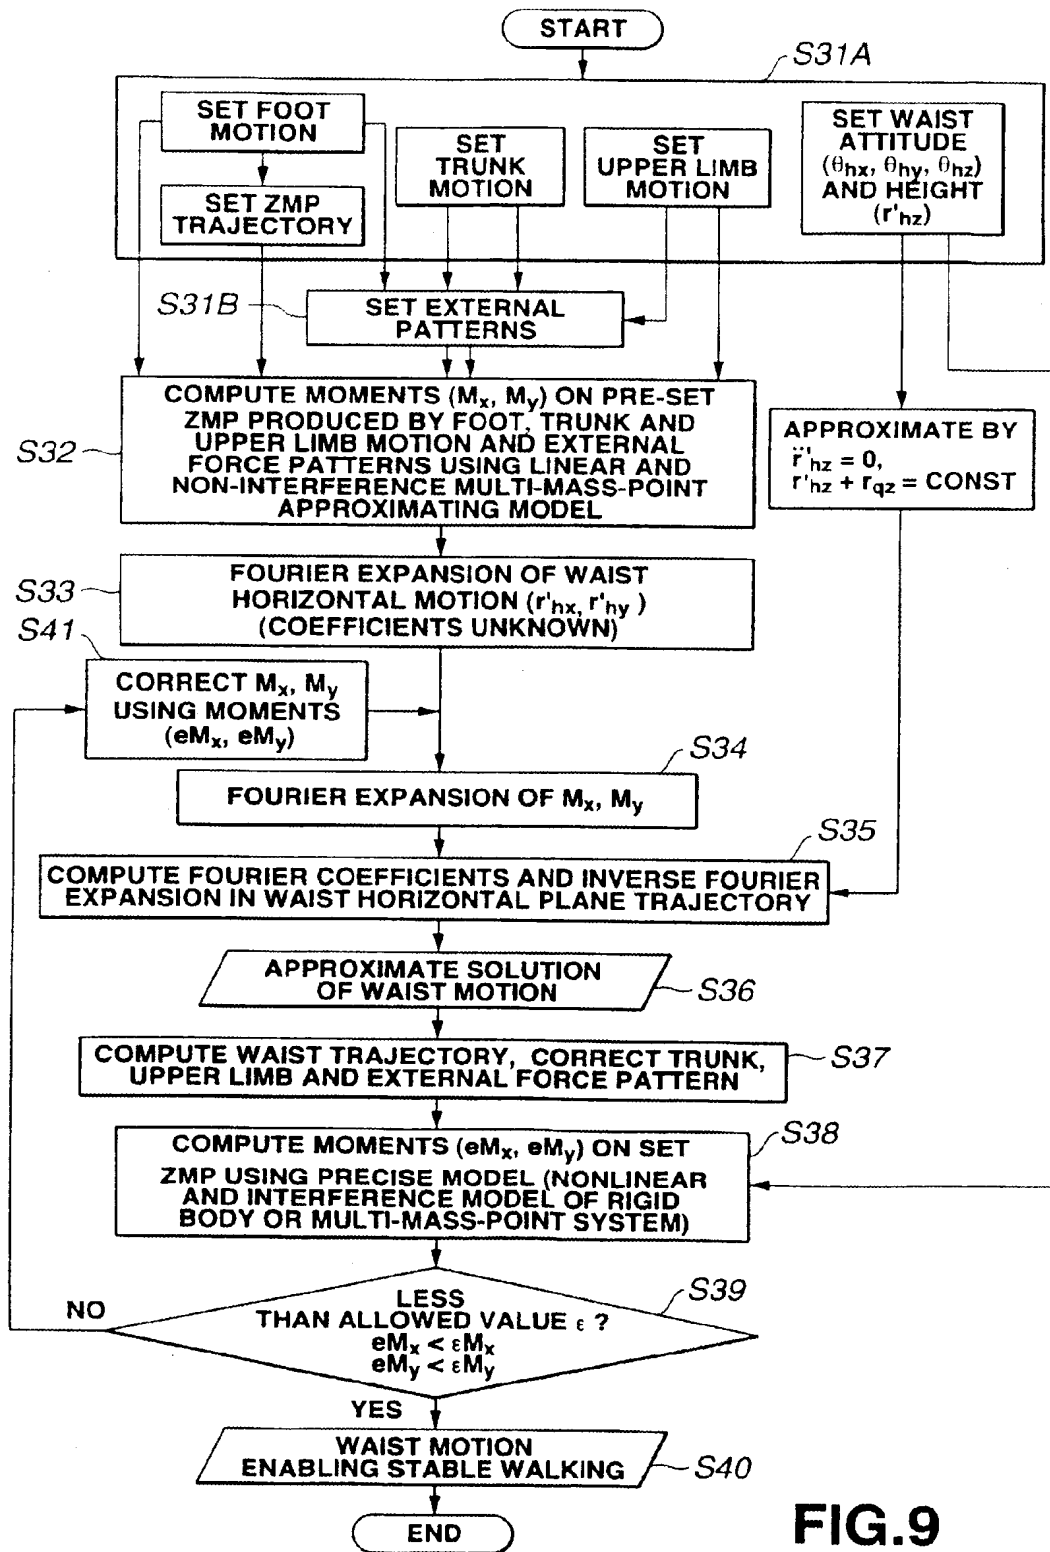 START
S31A
SET FOOT
MOTION
SET ZMP
TRAJECTORY
SET
TRUNK
MOTION
SET
UPPER LIMB
MOTION
SET WAIST
ATTITUDE
(θhx, θhy, θhz)
AND HEIGHT
(r'hz)
S31B
SET EXTERNAL
PATTERNS
S32
COMPUTE MOMENTS (Mx, My) ON PRE-SET
ZMP PRODUCED BY FOOT, TRUNK AND
UPPER LIMB MOTION AND EXTERNAL
FORCE PATTERNS USING LINEAR AND
NON-INTERFERENCE MULTI-MASS-POINT
APPROXIMATING MODEL
APPROXIMATE BY
r̈'hz = 0,
r'hz + rqz = CONST
S33
FOURIER EXPANSION OF WAIST
HORIZONTAL MOTION (r'hx, r'hy)
(COEFFICIENTS UNKNOWN)
S41
CORRECT Mx, My
USING MOMENTS
(eMx, eMy)
S34
FOURIER EXPANSION OF Mx, My
S35
COMPUTE FOURIER COEFFICIENTS AND INVERSE FOURIER
EXPANSION IN WAIST HORIZONTAL PLANE TRAJECTORY
APPROXIMATE SOLUTION
OF WAIST MOTION
S36
COMPUTE WAIST TRAJECTORY, CORRECT TRUNK,
UPPER LIMB AND EXTERNAL FORCE PATTERN
S37
COMPUTE MOMENTS (eMx, eMy) ON SET
ZMP USING PRECISE MODEL (NONLINEAR
AND INTERFERENCE MODEL OF RIGID
BODY OR MULTI-MASS-POINT SYSTEM)
S38
S39
NO
LESS
THAN ALLOWED VALUE ε ?
eMx < εMx
eMy < εMy
YES
WAIST MOTION
ENABLING STABLE WALKING
S40
END
FIG.9